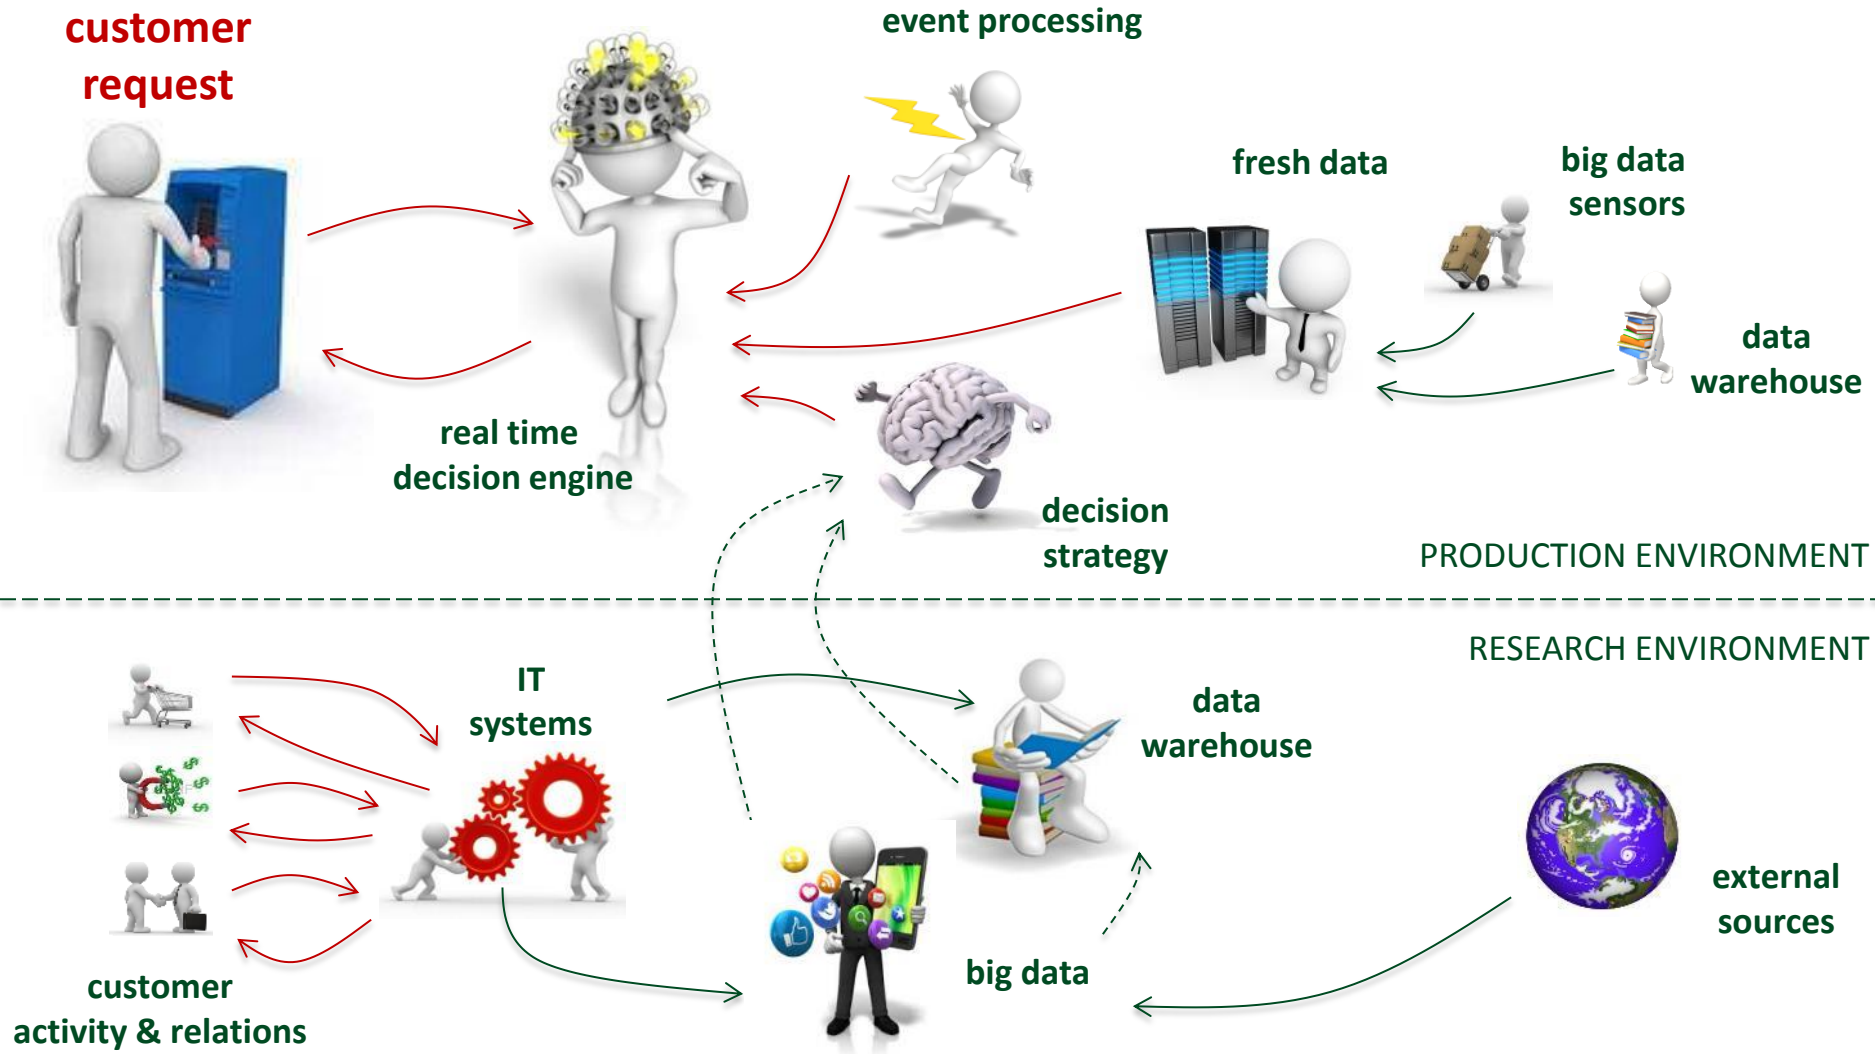 customer
request
event processing
fresh data
big data
sensors
data
warehouse
real time
decision engine
decision
strategy
PRODUCTION ENVIRONMENT
RESEARCH ENVIRONMENT
IT
systems
data
warehouse
external
sources
big data
customer
activity & relations